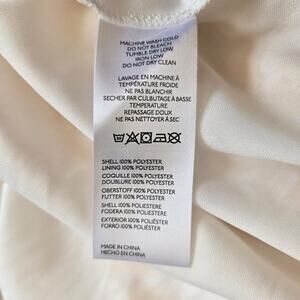 MACHINE WASH COLD
DO NOT BLEACH
TUMBLE DRY LOW
IRON LOW
DO NOT DRY CLEAN
LAVAGE EN MACHINE À
TEMPÉRATURE FROIDE
NE PAS BLANCHIR
SECHER PAR CULBUTAGE À BASSE
TEMPERATURE
REPASSAGE DOUX
NE PAS NETTOYER À SEC
SHELL 100% POLYESTER
LINING 100% POLYESTER
COQUILLE 100% POLYESTER
DOUBLURE 100% POLYESTER
OBERSTOFF 100% POLYESTER
FUTTER 100% POLYESTER
SHELL 100% POLIESTERE
FODERA 100% POLIESTERE
EXTERIOR 100% POLIÉSTER
FORRO 100% POLIÉSTER
MADE IN CHINA
HECHO EN CHINA